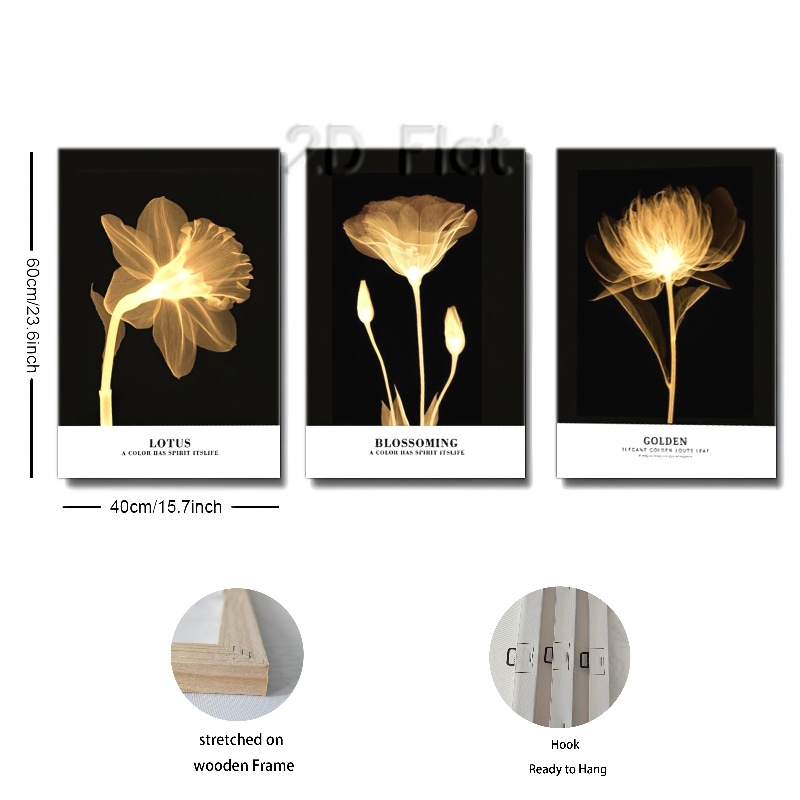 2D Flat
60cm/23.6inch
LOTUS
A COLOR HAS SPIRIT ITSLIFE
BLOSSOMING
A COLOR HAS SPIRIT ITSLIFE
GOLDEN
ELEGANT GOLDEN LOUTS LEAF
40cm/15.7inch
stretched on
wooden Frame
Hook
Ready to Hang